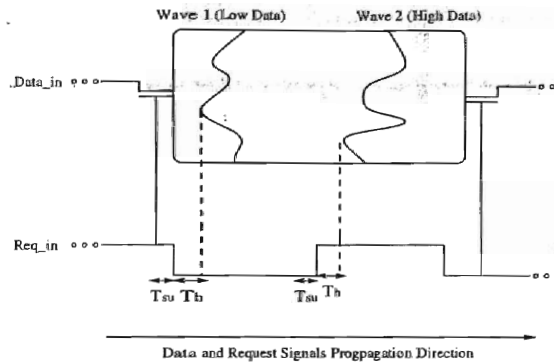 Wave 1 (Low Data) Wave 2 (High Data)
Data_in
Req_in
Tsu Th Tsu Th
Data and Request Signals Progpagation Direction